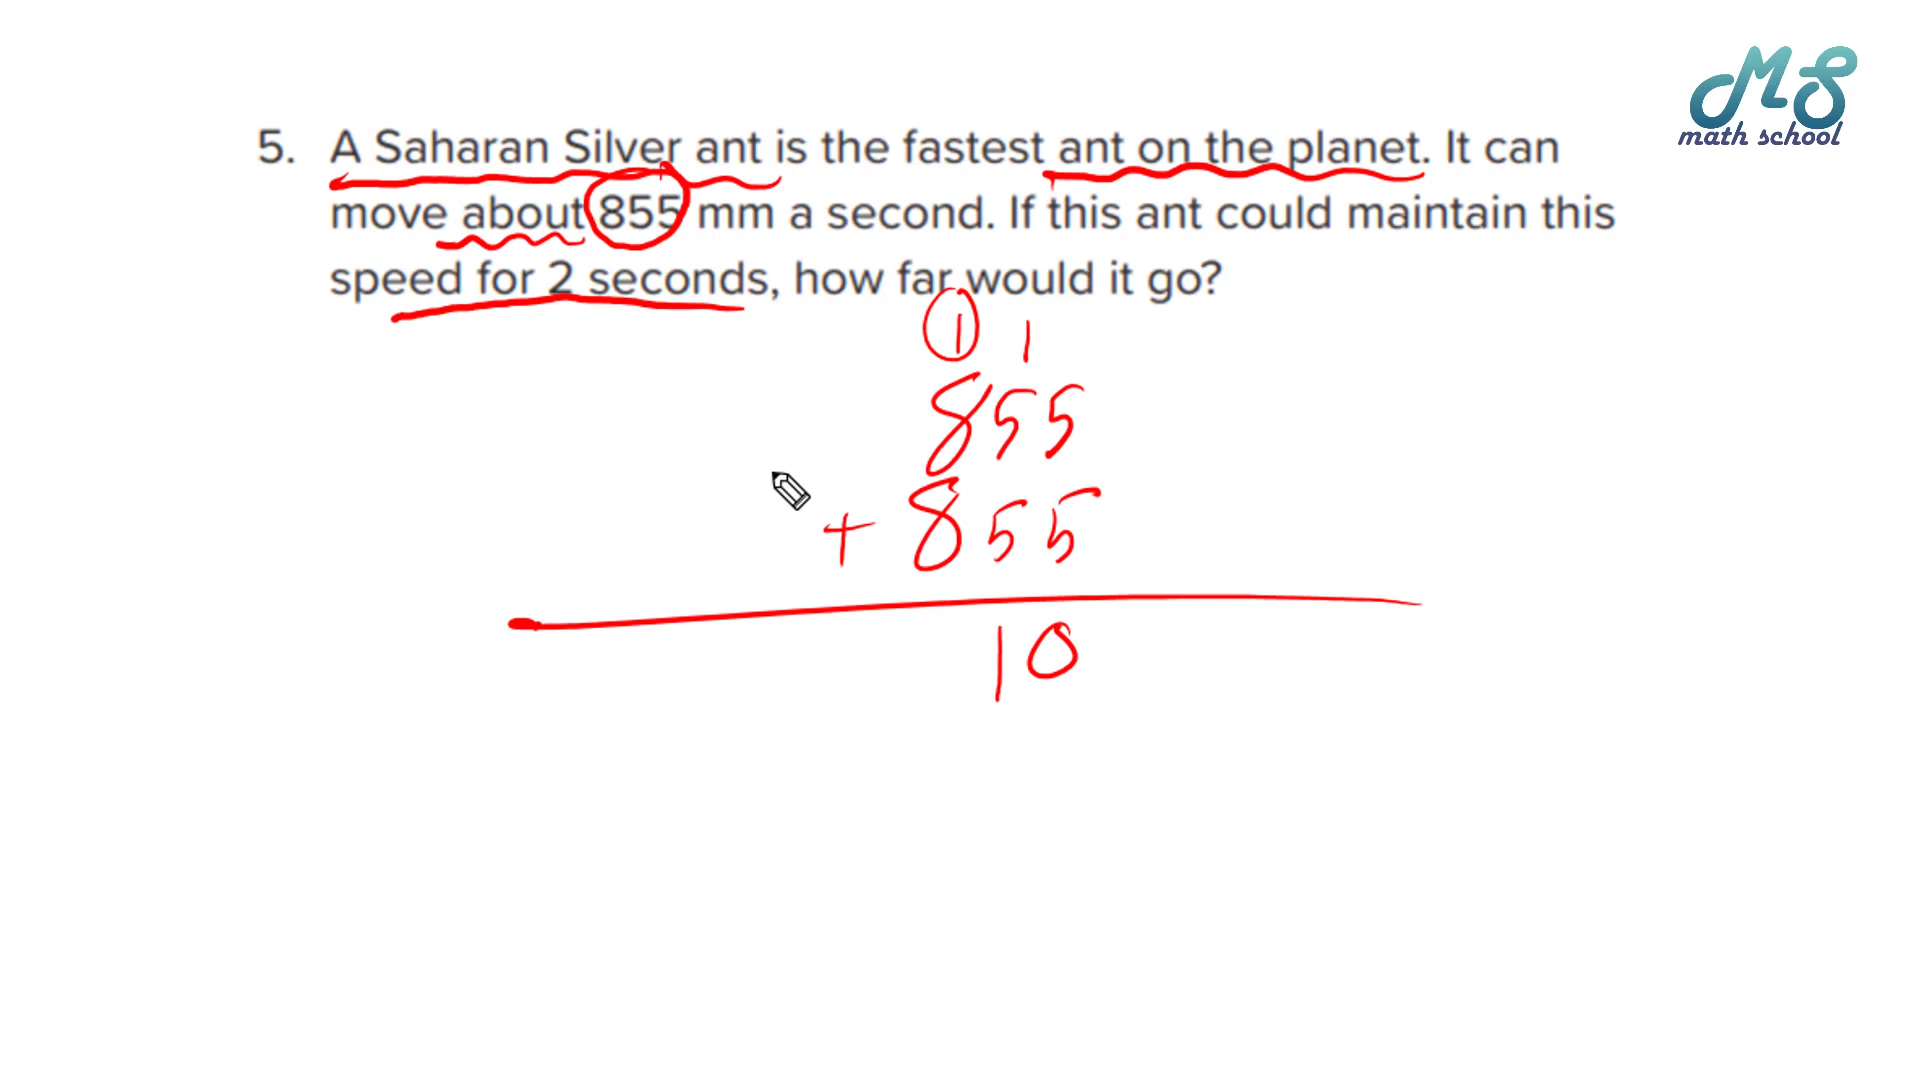 MS
math school
5. A Saharan Silver ant is the fastest ant on the planet. It can
move about 855 mm a second. If this ant could maintain this
speed for 2 seconds, how far would it go?
1 1
855
+ 855
10